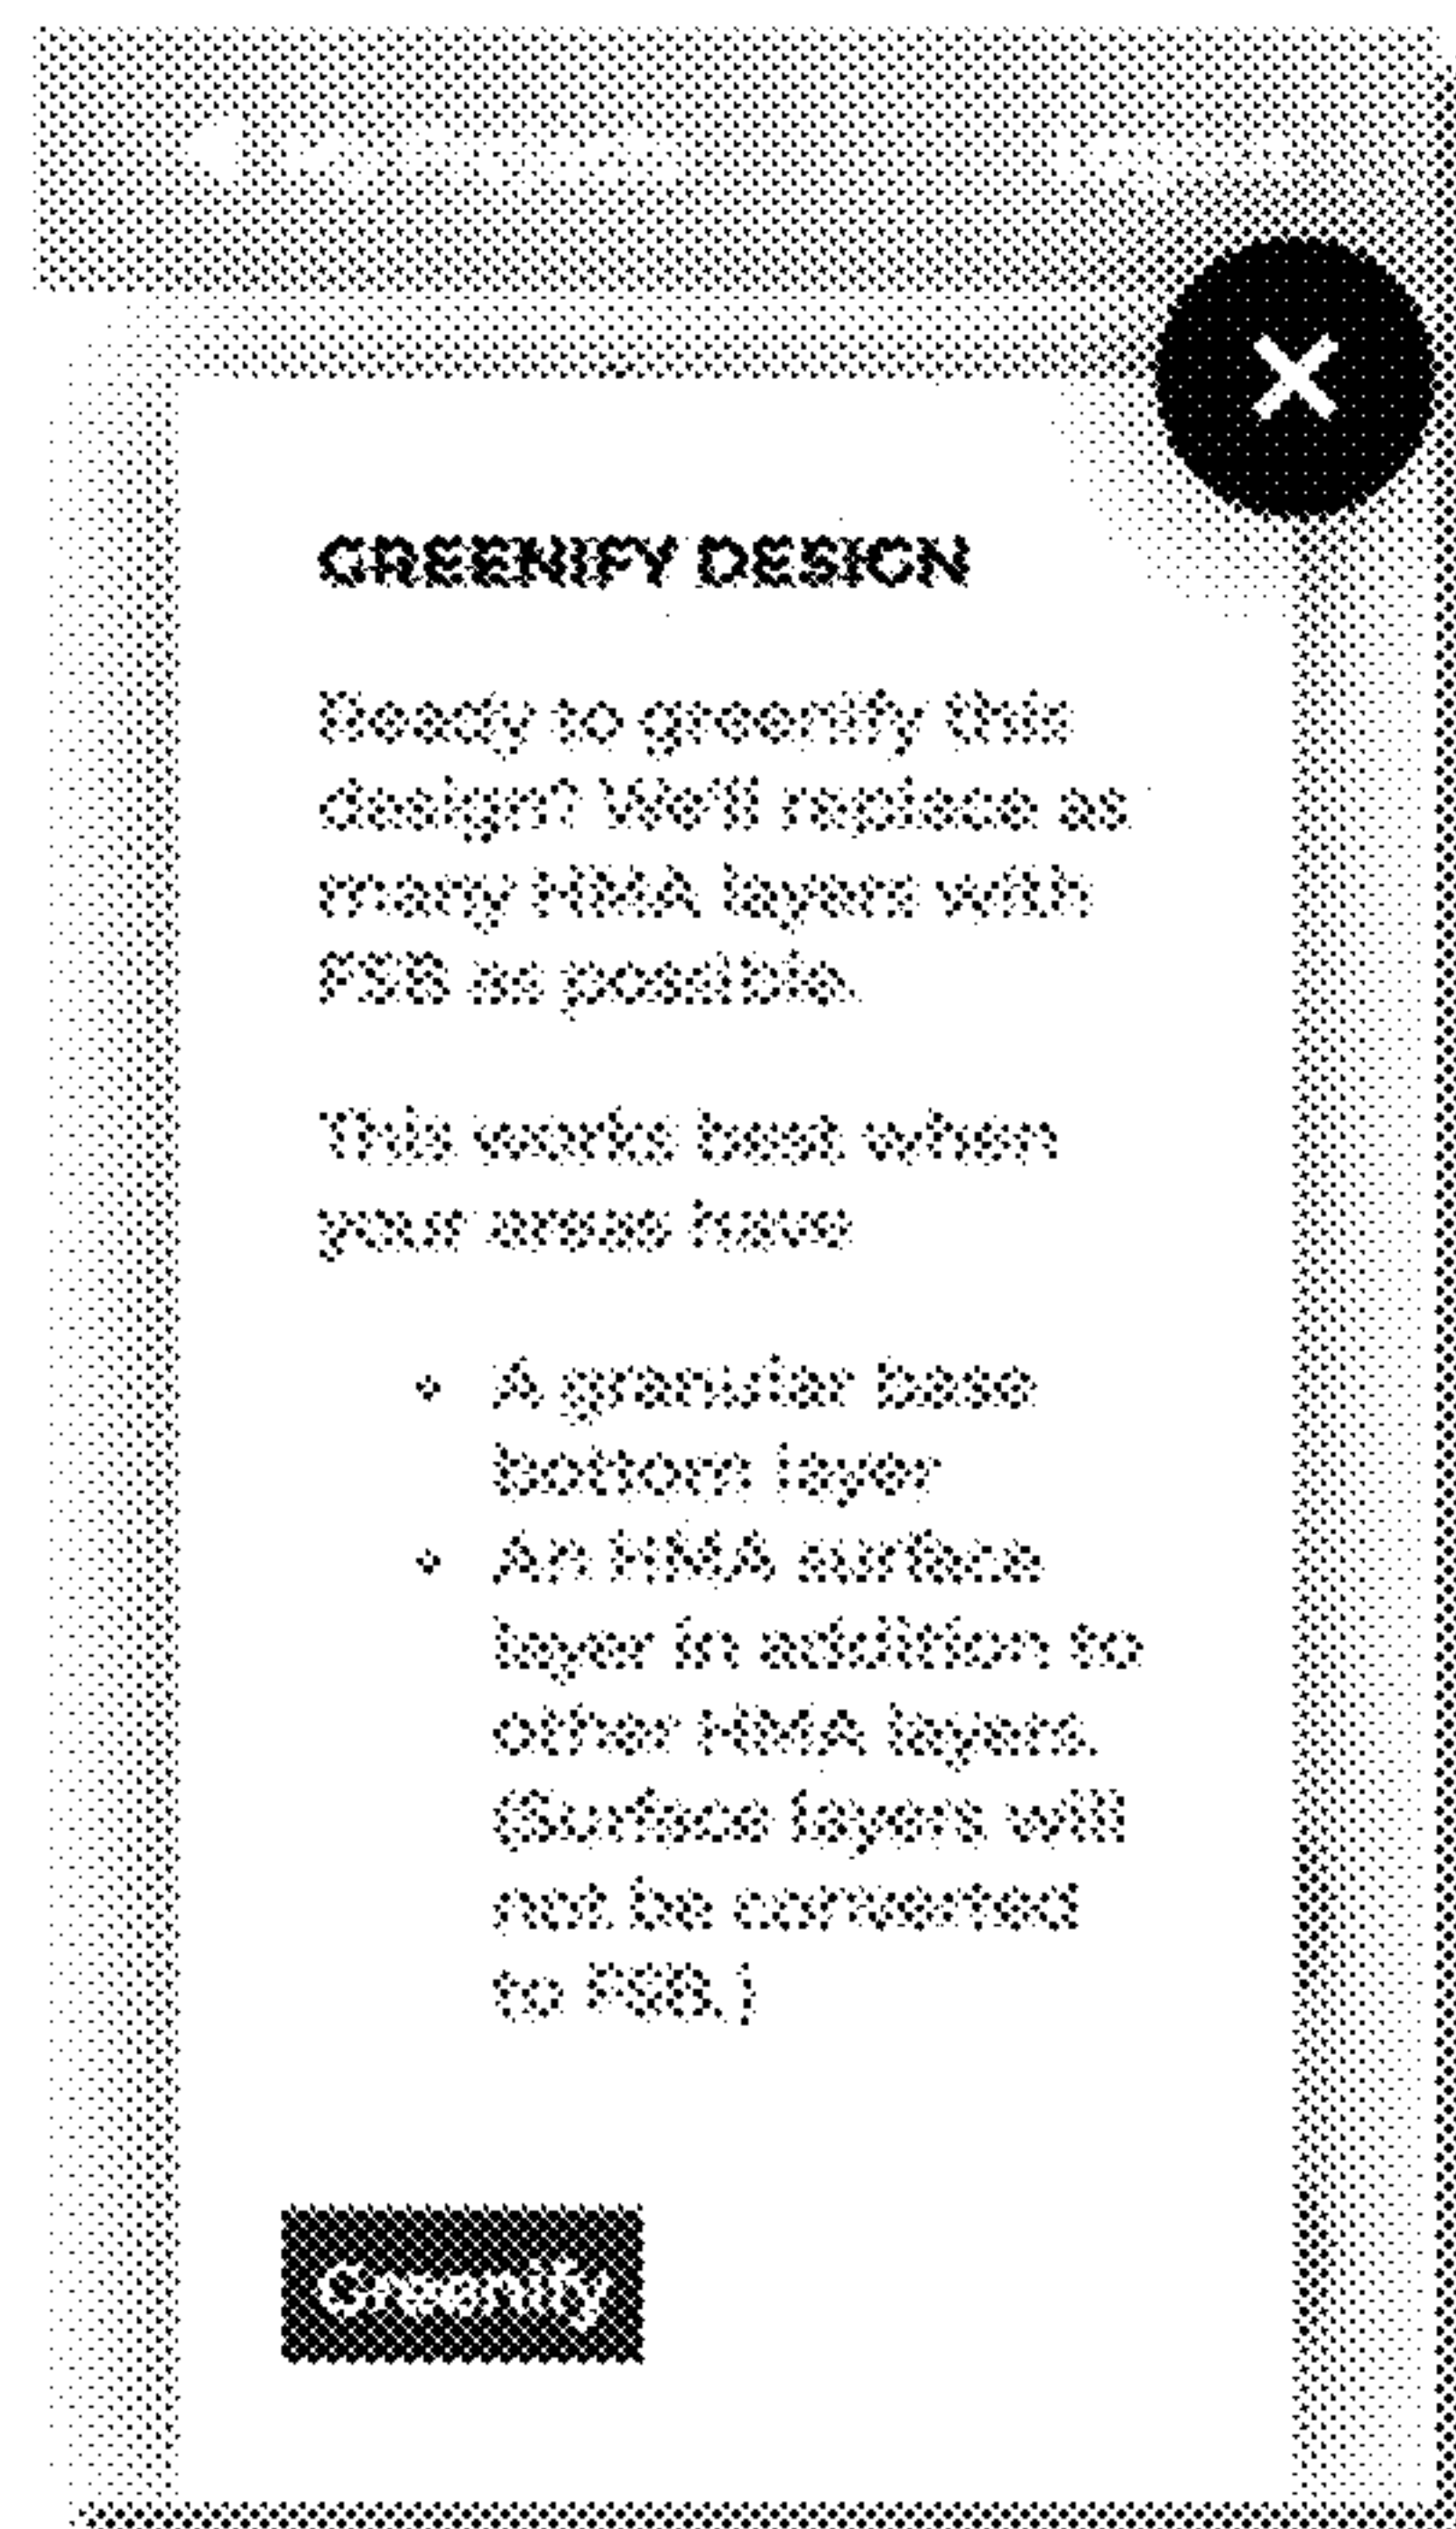 GREENIFY DESIGN
Ready to greenify this
design? We'll replace as
many HMA layers with
FSB as possible.
This works best when
your areas have
• A granular base
bottom layer
• An HMA surface
layer in addition to
other HMA layers.
(Surface layers will
not be converted
to FSB.)
Greenify